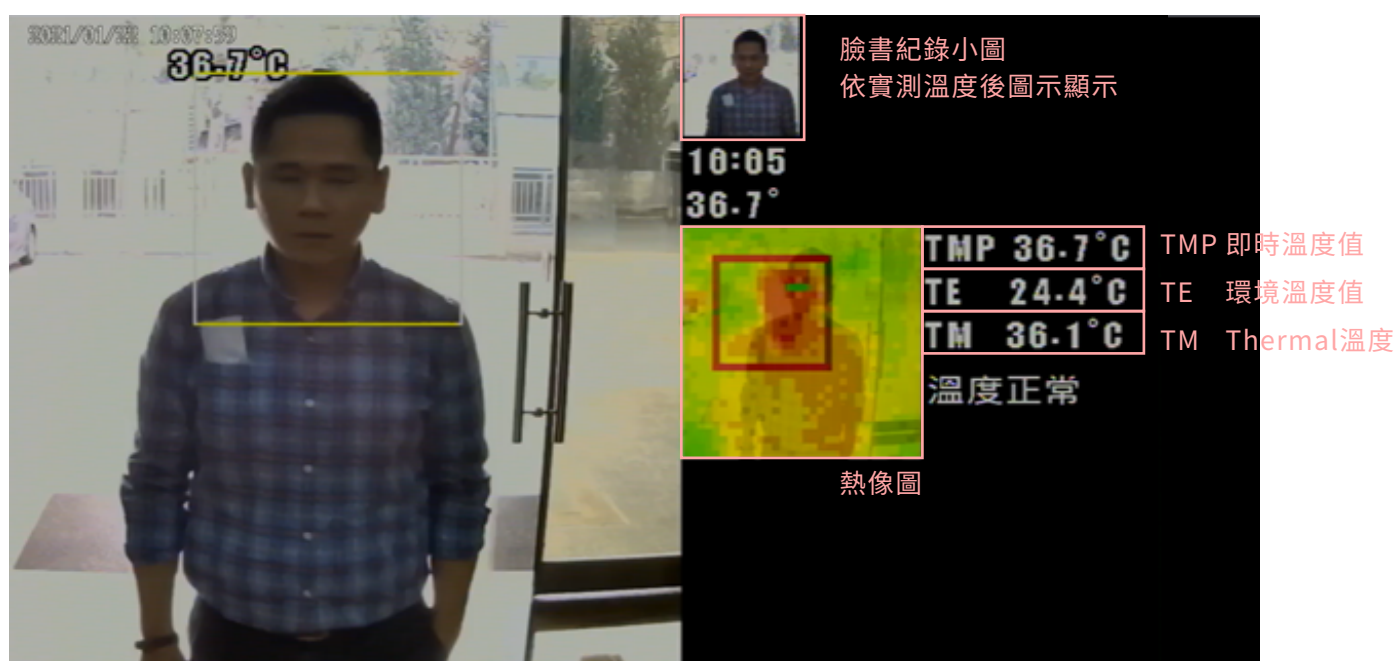 2021/01/22 10:07:59
36.7°C
臉書紀錄小圖
依實測溫度後圖示顯示
10:05
36.7°
TMP 36.7°C
TMP 即時溫度值
TE 24.4°C
TE 環境溫度值
TM 36.1°C
TM Thermal溫度
溫度正常
熱像圖